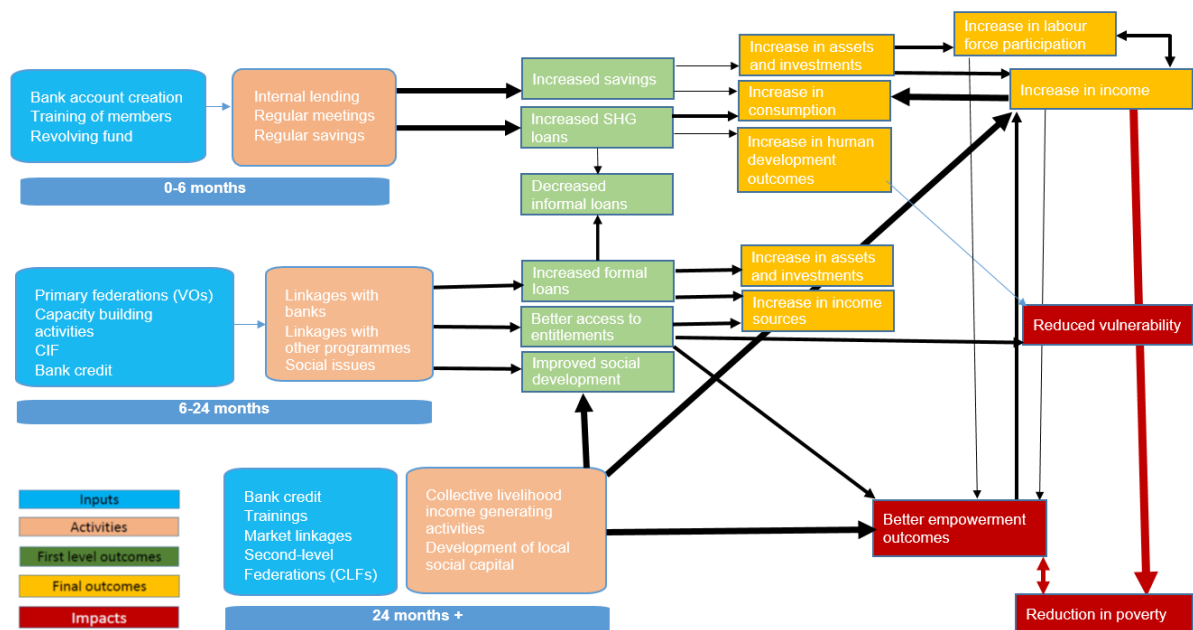 Bank account creation
Training of members
Revolving fund
0-6 months
Internal lending
Regular meetings
Regular savings
Increased savings
Increased SHG
loans
Decreased
informal loans
Increase in assets
and investments
Increase in
consumption
Increase in human
development
outcomes
Increase in labour
force participation
Increase in income
Primary federations (VOs)
Capacity building
activities
CIF
Bank credit
6-24 months
Linkages with
banks
Linkages with
other programmes
Social issues
Increased formal
loans
Better access to
entitlements
Improved social
development
Increase in assets
and investments
Increase in income
sources
Reduced vulnerability
Bank credit
Trainings
Market linkages
Second-level
Federations (CLFs)
24 months +
Collective livelihood
income generating
activities
Development of local
social capital
Better empowerment
outcomes
Reduction in poverty
Inputs
Activities
First level outcomes
Final outcomes
Impacts